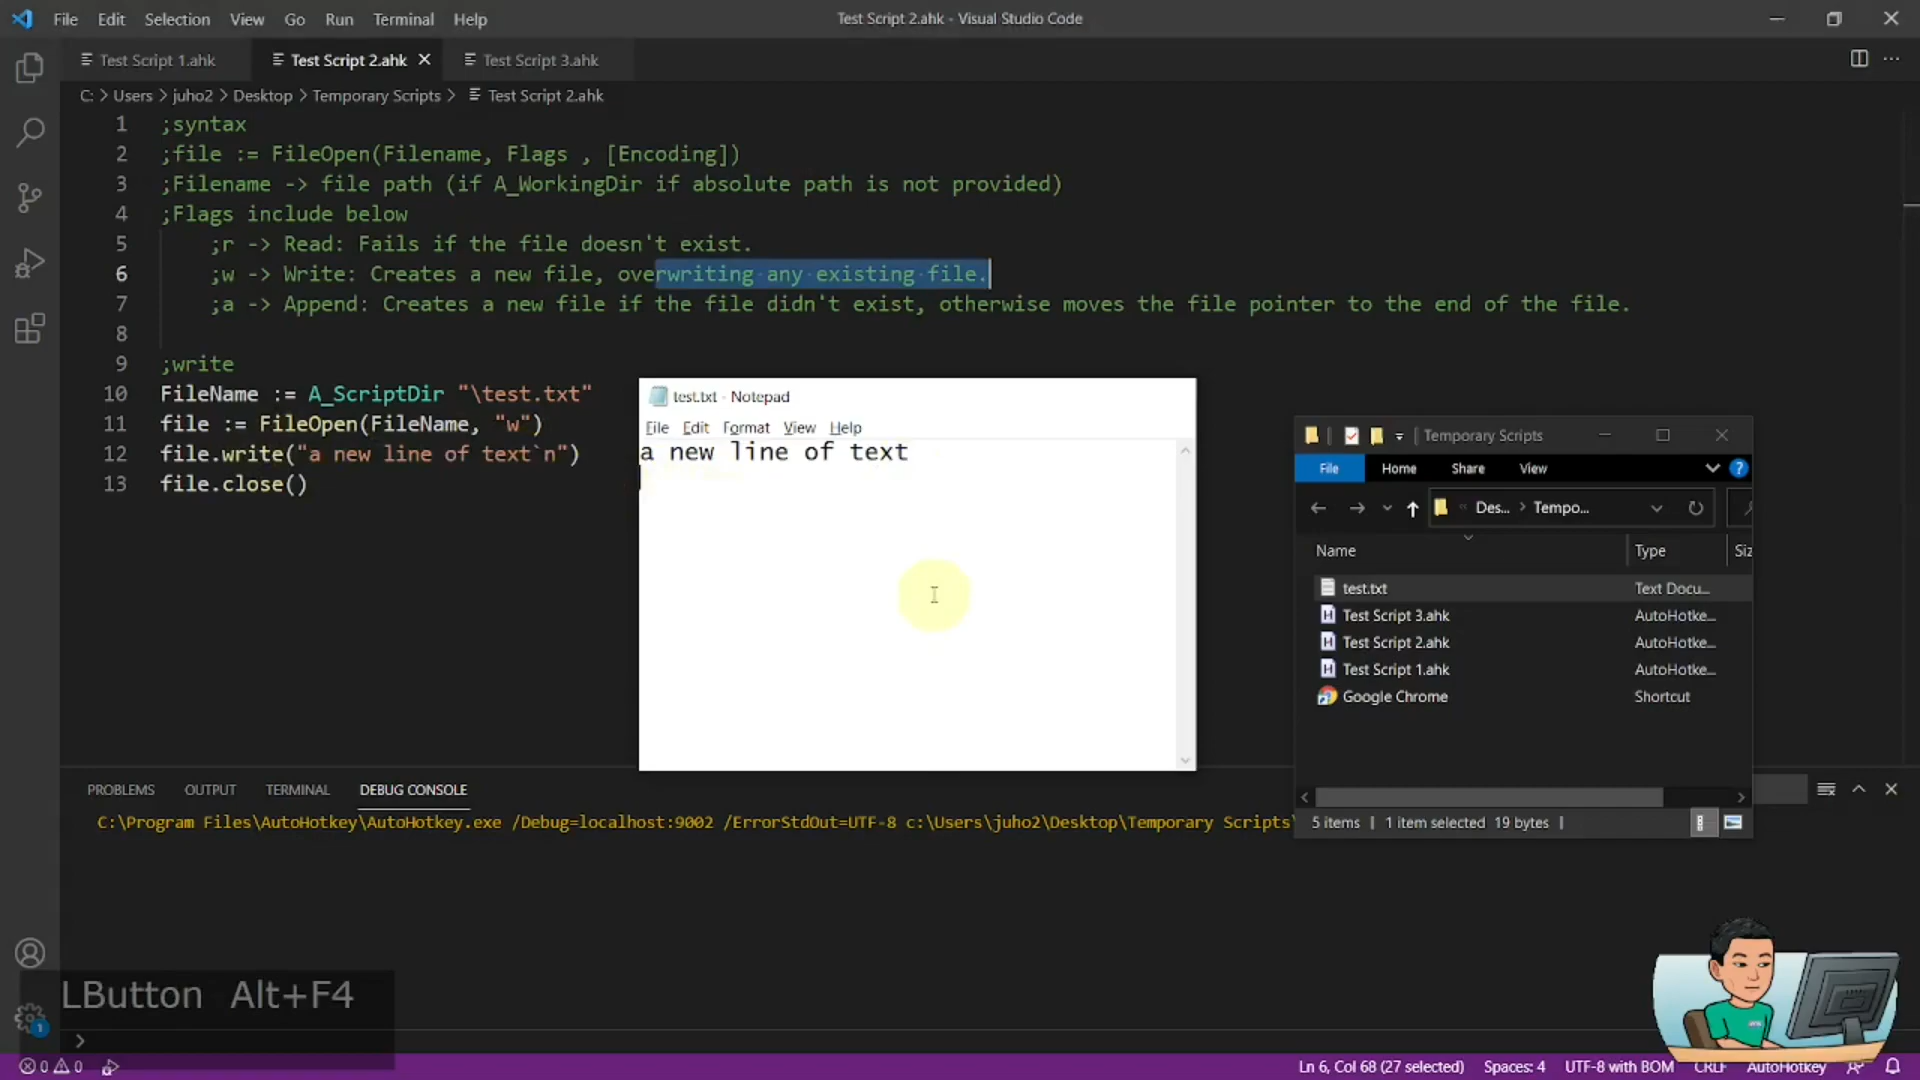 File Edit Selection View Go Run Terminal Help
Test Script 2.ahk - Visual Studio Code
Test Script 1.ahk
Test Script 2.ahk
Test Script 3.ahk
C: > Users > juho2 > Desktop > Temporary Scripts > Test Script 2.ahk
1 ;syntax
2 ;file := FileOpen(Filename, Flags , [Encoding])
3 ;Filename -> file path (if A_WorkingDir if absolute path is not provided)
4 ;Flags include below
5 ;r -> Read: Fails if the file doesn't exist.
6 ;w -> Write: Creates a new file, overwriting any existing file.
7 ;a -> Append: Creates a new file if the file didn't exist, otherwise moves the file pointer to the end of the file.
8
9 ;write
10 FileName := A_ScriptDir "\test.txt"
11 file := FileOpen(FileName, "w")
12 file.write("a new line of text`n")
13 file.close()
test.txt - Notepad
File Edit Format View Help
a new line of text
Temporary Scripts
File Home Share View
Des... > Tempo...
Name Type Siz
test.txt Text Docu...
Test Script 3.ahk AutoHotke...
Test Script 2.ahk AutoHotke...
Test Script 1.ahk AutoHotke...
Google Chrome Shortcut
5 items | 1 item selected 19 bytes |
PROBLEMS OUTPUT TERMINAL DEBUG CONSOLE
C:\Program Files\AutoHotkey\AutoHotkey.exe /Debug=localhost:9002 /ErrorStdOut=UTF-8 c:\Users\juho2\Desktop\Temporary Scripts\
LButton Alt+F4
1
0 0
Ln 6, Col 68 (27 selected) Spaces: 4 UTF-8 with BOM CRLF AutoHotkey